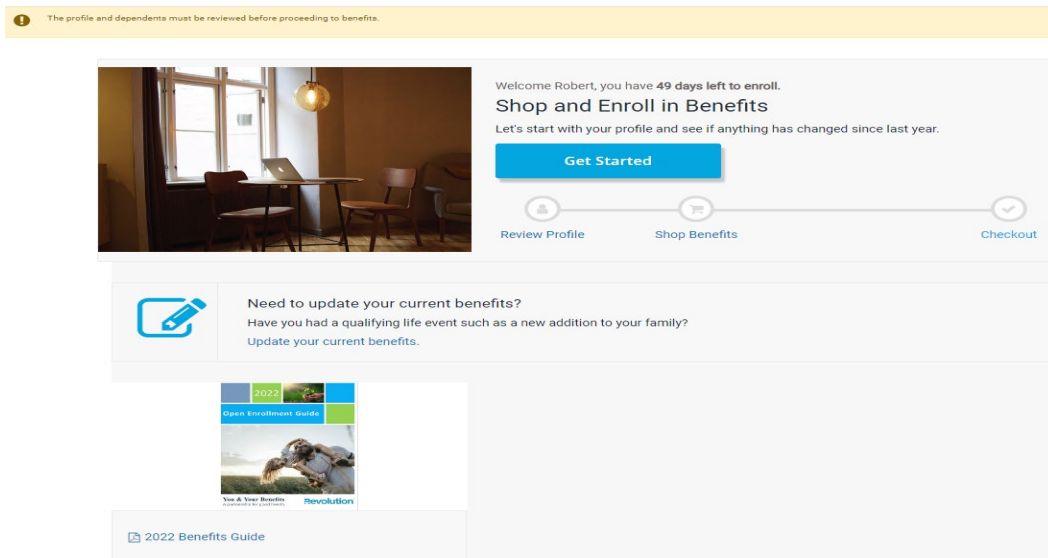 The profile and dependents must be reviewed before proceeding to benefits.
Welcome Robert, you have 49 days left to enroll.
Shop and Enroll in Benefits
Let's start with your profile and see if anything has changed since last year.
Get Started
Review Profile
Shop Benefits
Checkout
Need to update your current benefits?
Have you had a qualifying life event such as a new addition to your family?
Update your current benefits.
2022
Open Enrollment Guide
You & Your Benefits
A partnership for good health
Revolution
2022 Benefits Guide